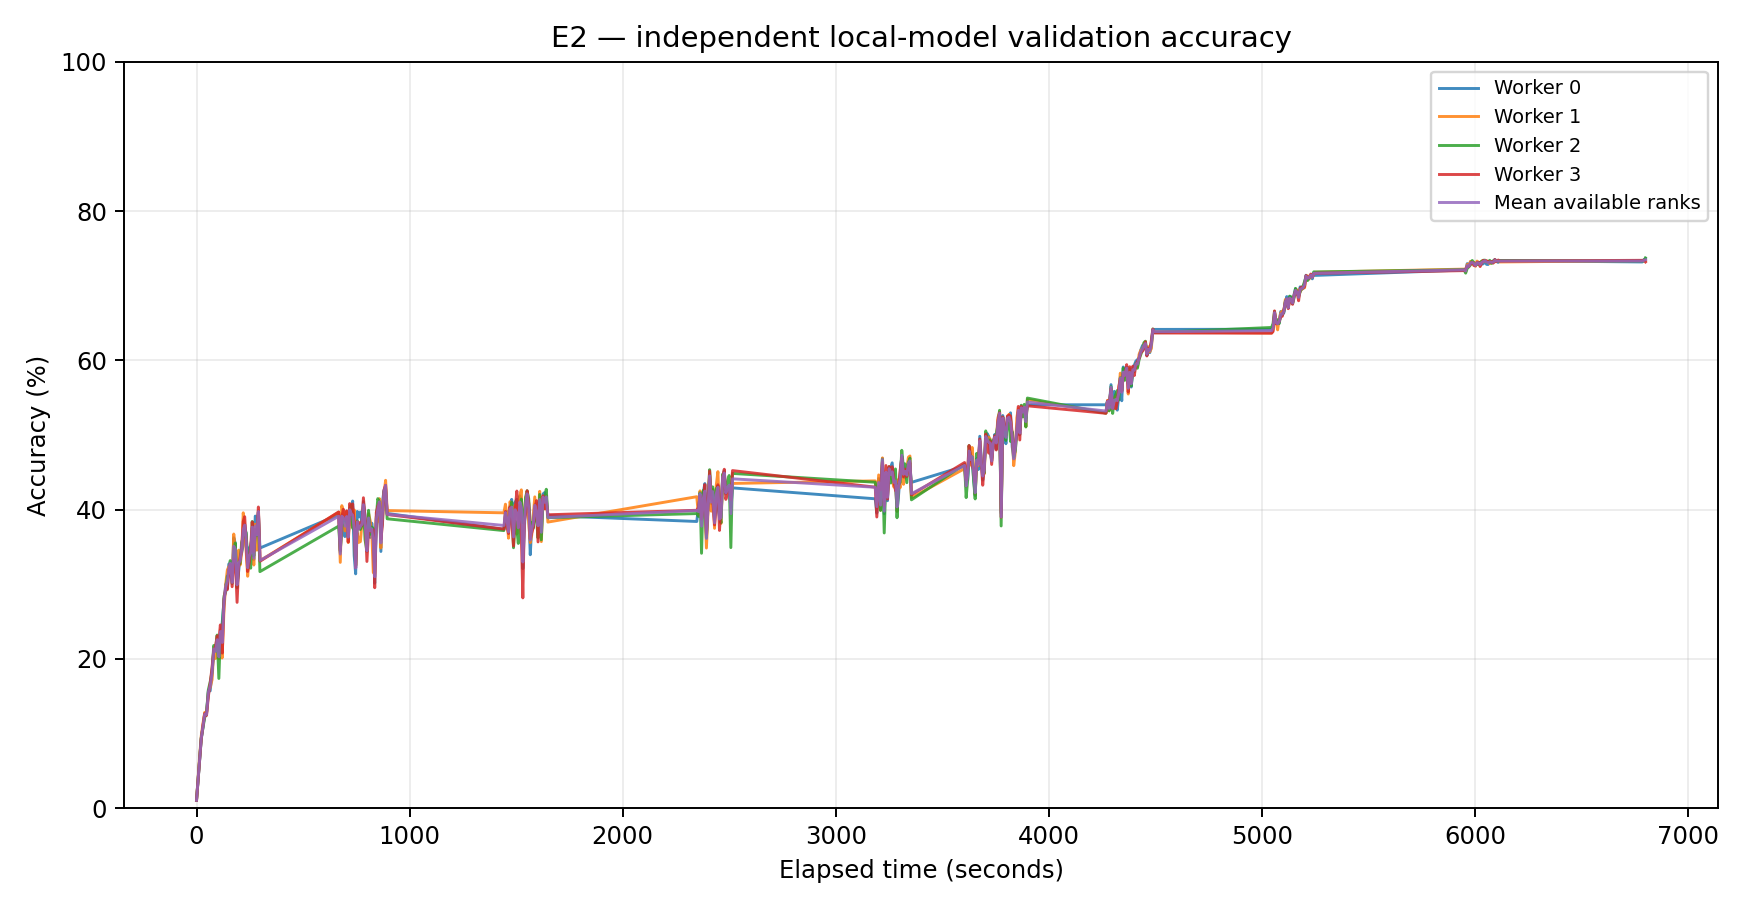 E2 — independent local-model validation accuracy
100
80
60
40
20
0
Accuracy (%)
Worker 0
Worker 1
Worker 2
Worker 3
Mean available ranks
0 1000 2000 3000 4000 5000 6000 7000
Elapsed time (seconds)